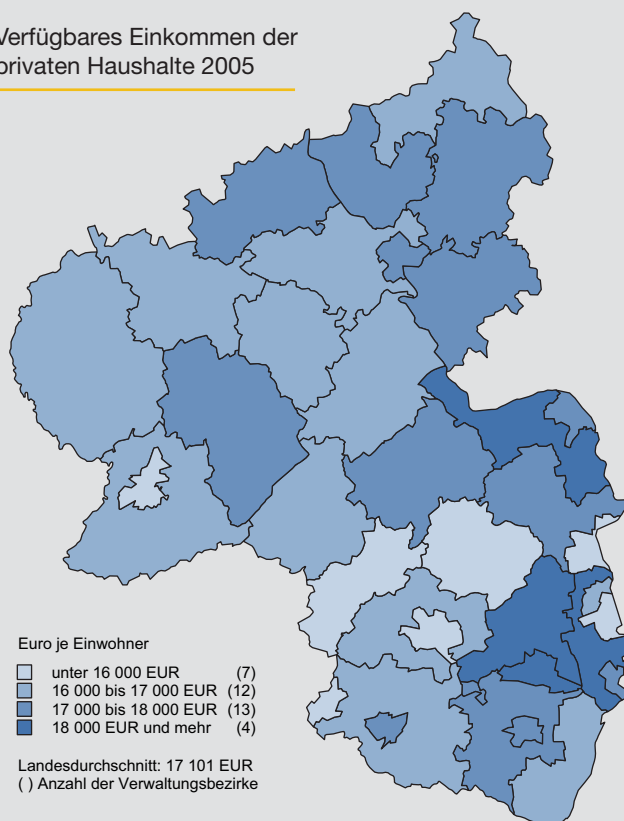 Verfügbares Einkommen der
privaten Haushalte 2005
Euro je Einwohner
unter 16 000 EUR (7)
16 000 bis 17 000 EUR (12)
17 000 bis 18 000 EUR (13)
18 000 EUR und mehr (4)
Landesdurchschnitt: 17 101 EUR
( ) Anzahl der Verwaltungsbezirke